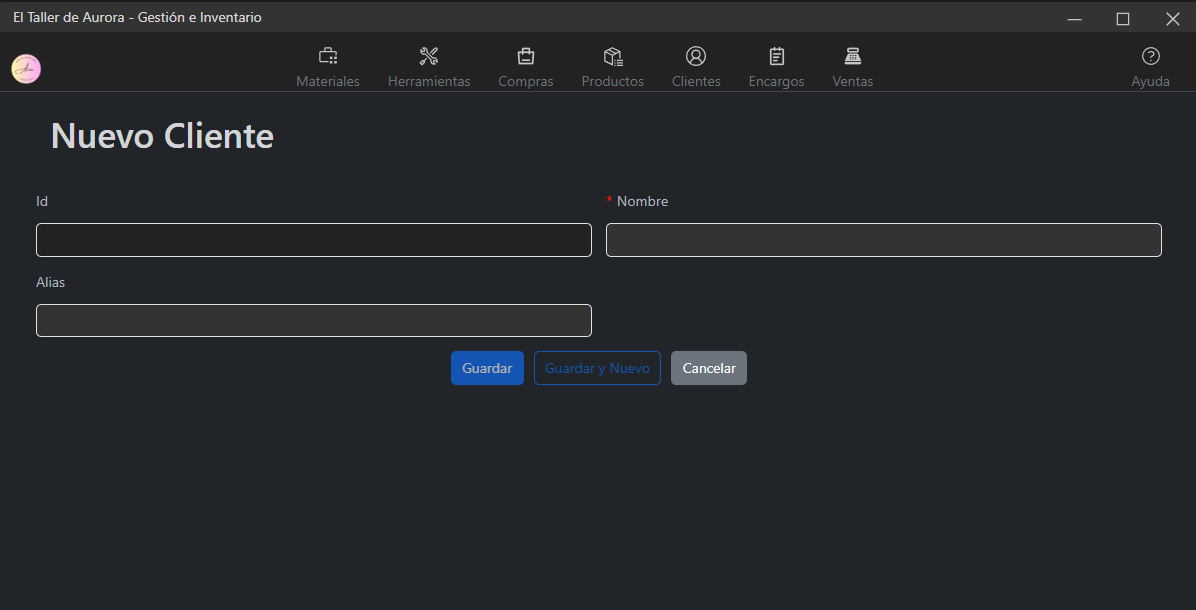 El Taller de Aurora - Gestión e Inventario
Materiales Herramientas Compras Productos Clientes Encargos Ventas Ayuda
Nuevo Cliente
Id * Nombre
Alias
Guardar Guardar y Nuevo Cancelar